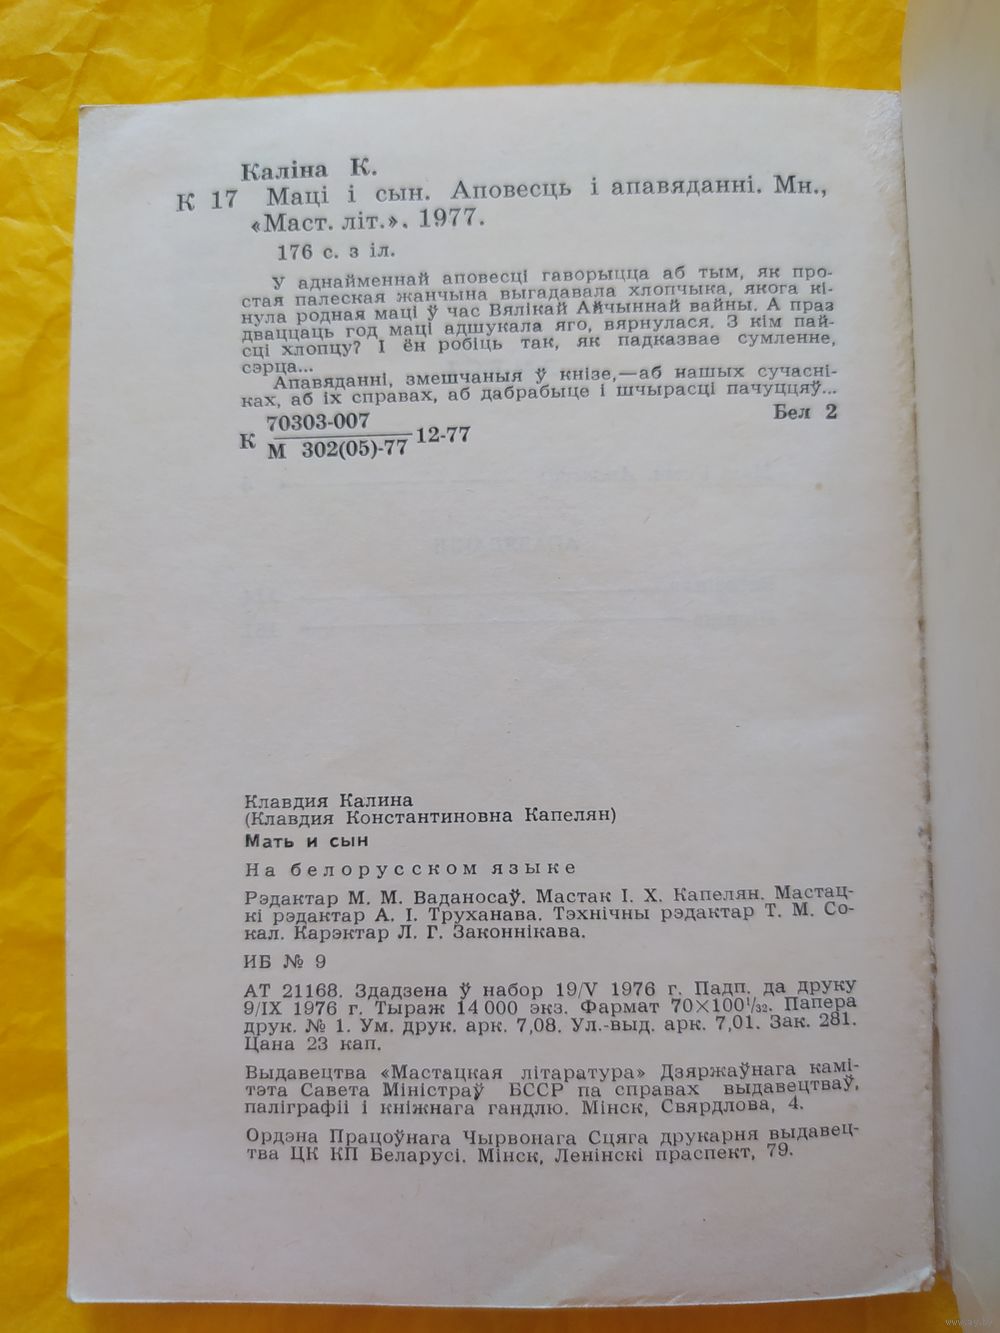 Каліна К.
К 17 Маці і сын. Аповесць і апавяданні. Мн.,
«Маст. літ.», 1977.
176 с. з іл.
У аднайменнай аповесці гаворыцца аб тым, як про-
стая палеская жанчына выгадавала хлопчыка, якога кі-
нула родная маці ў час Вялікай Айчыннай вайны. А праз
дваццаць год маці адшукала яго, вярнулася. З кім пай-
сці хлопцу? І ён робіць так, як падказвае сумленне,
сэрца...
Апавяданні, змешчаныя ў кнізе,—аб нашых сучасні-
ках, аб іх справах, аб дабрабыце і шчырасці пачуццяў...
70303-007
Бел 2
К М 302(05)-77 12-77
Клавдия Калина
(Клавдия Константиновна Капелян)
Мать и сын
На белорусском языке
Рэдактар М. М. Ваданосаў. Мастак І. Х. Капелян. Мастац-
кі рэдактар А. І. Труханава. Тэхнічны рэдактар Т. М. Со-
кал. Карэктар Л. Г. Законнікава.
ИБ № 9
АТ 21168. Здадзена ў набор 19/V 1976 г. Падп. да друку
9/IX 1976 г. Тыраж 14 000 экз. Фармат 70×100¹/₃₂. Папера
друк. № 1. Ум. друк. арк. 7,08. Ул.-выд. арк. 7,01. Зак. 281.
Цана 23 кап.
Выдавецтва «Мастацкая літаратура» Дзяржаўнага камі-
тэта Савета Міністраў БССР па справах выдавецтваў,
паліграфіі і кніжнага гандлю. Мінск, Свярдлова, 4.
Ордэна Працоўнага Чырвонага Сцяга друкарня выдавец-
тва ЦК КП Беларусі. Мінск, Ленінскі праспект, 79.
www.ay.by